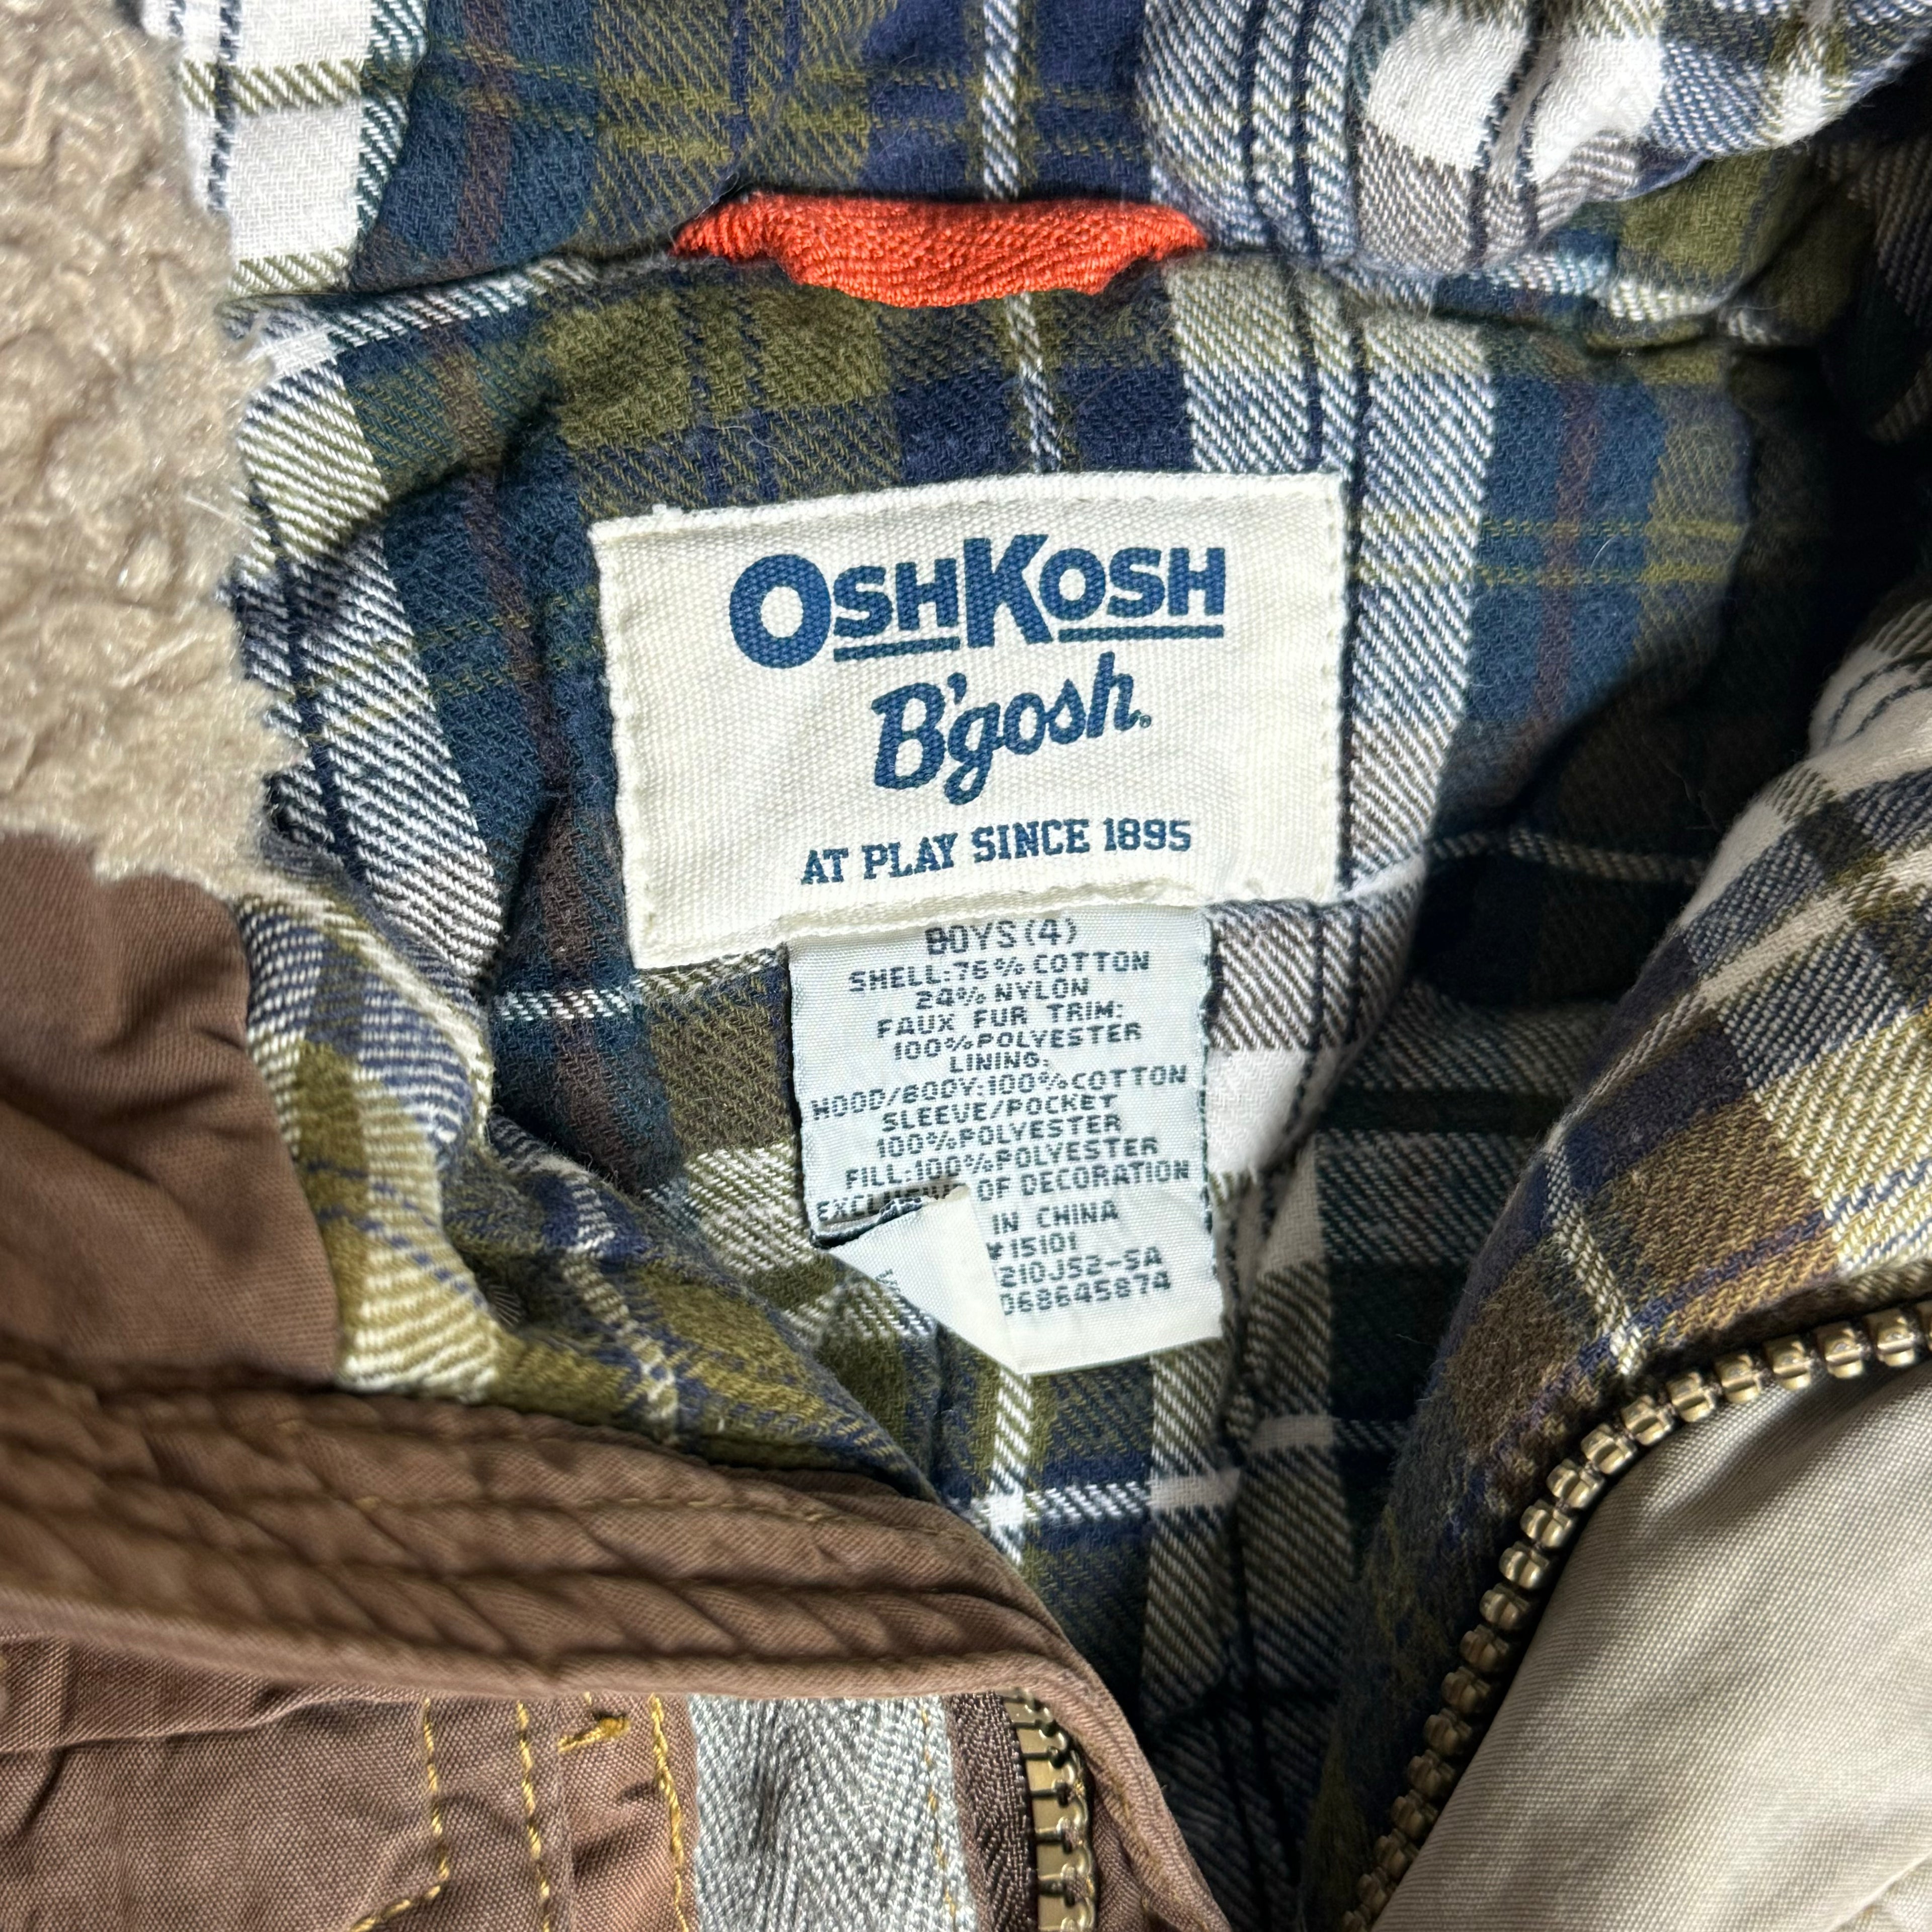 OSHKOSH
B'gosh®
AT PLAY SINCE 1895
BOYS(4)
SHELL:76% COTTON
24% NYLON
FAUX FUR TRIM:
100%POLYESTER
LINING:
HOOD/BODY:100%COTTON
SLEEVE/POCKET
100%POLYESTER
FILL:100%POLYESTER
OF DECORATION
IN CHINA
#15101
210JS2-SA
068645874